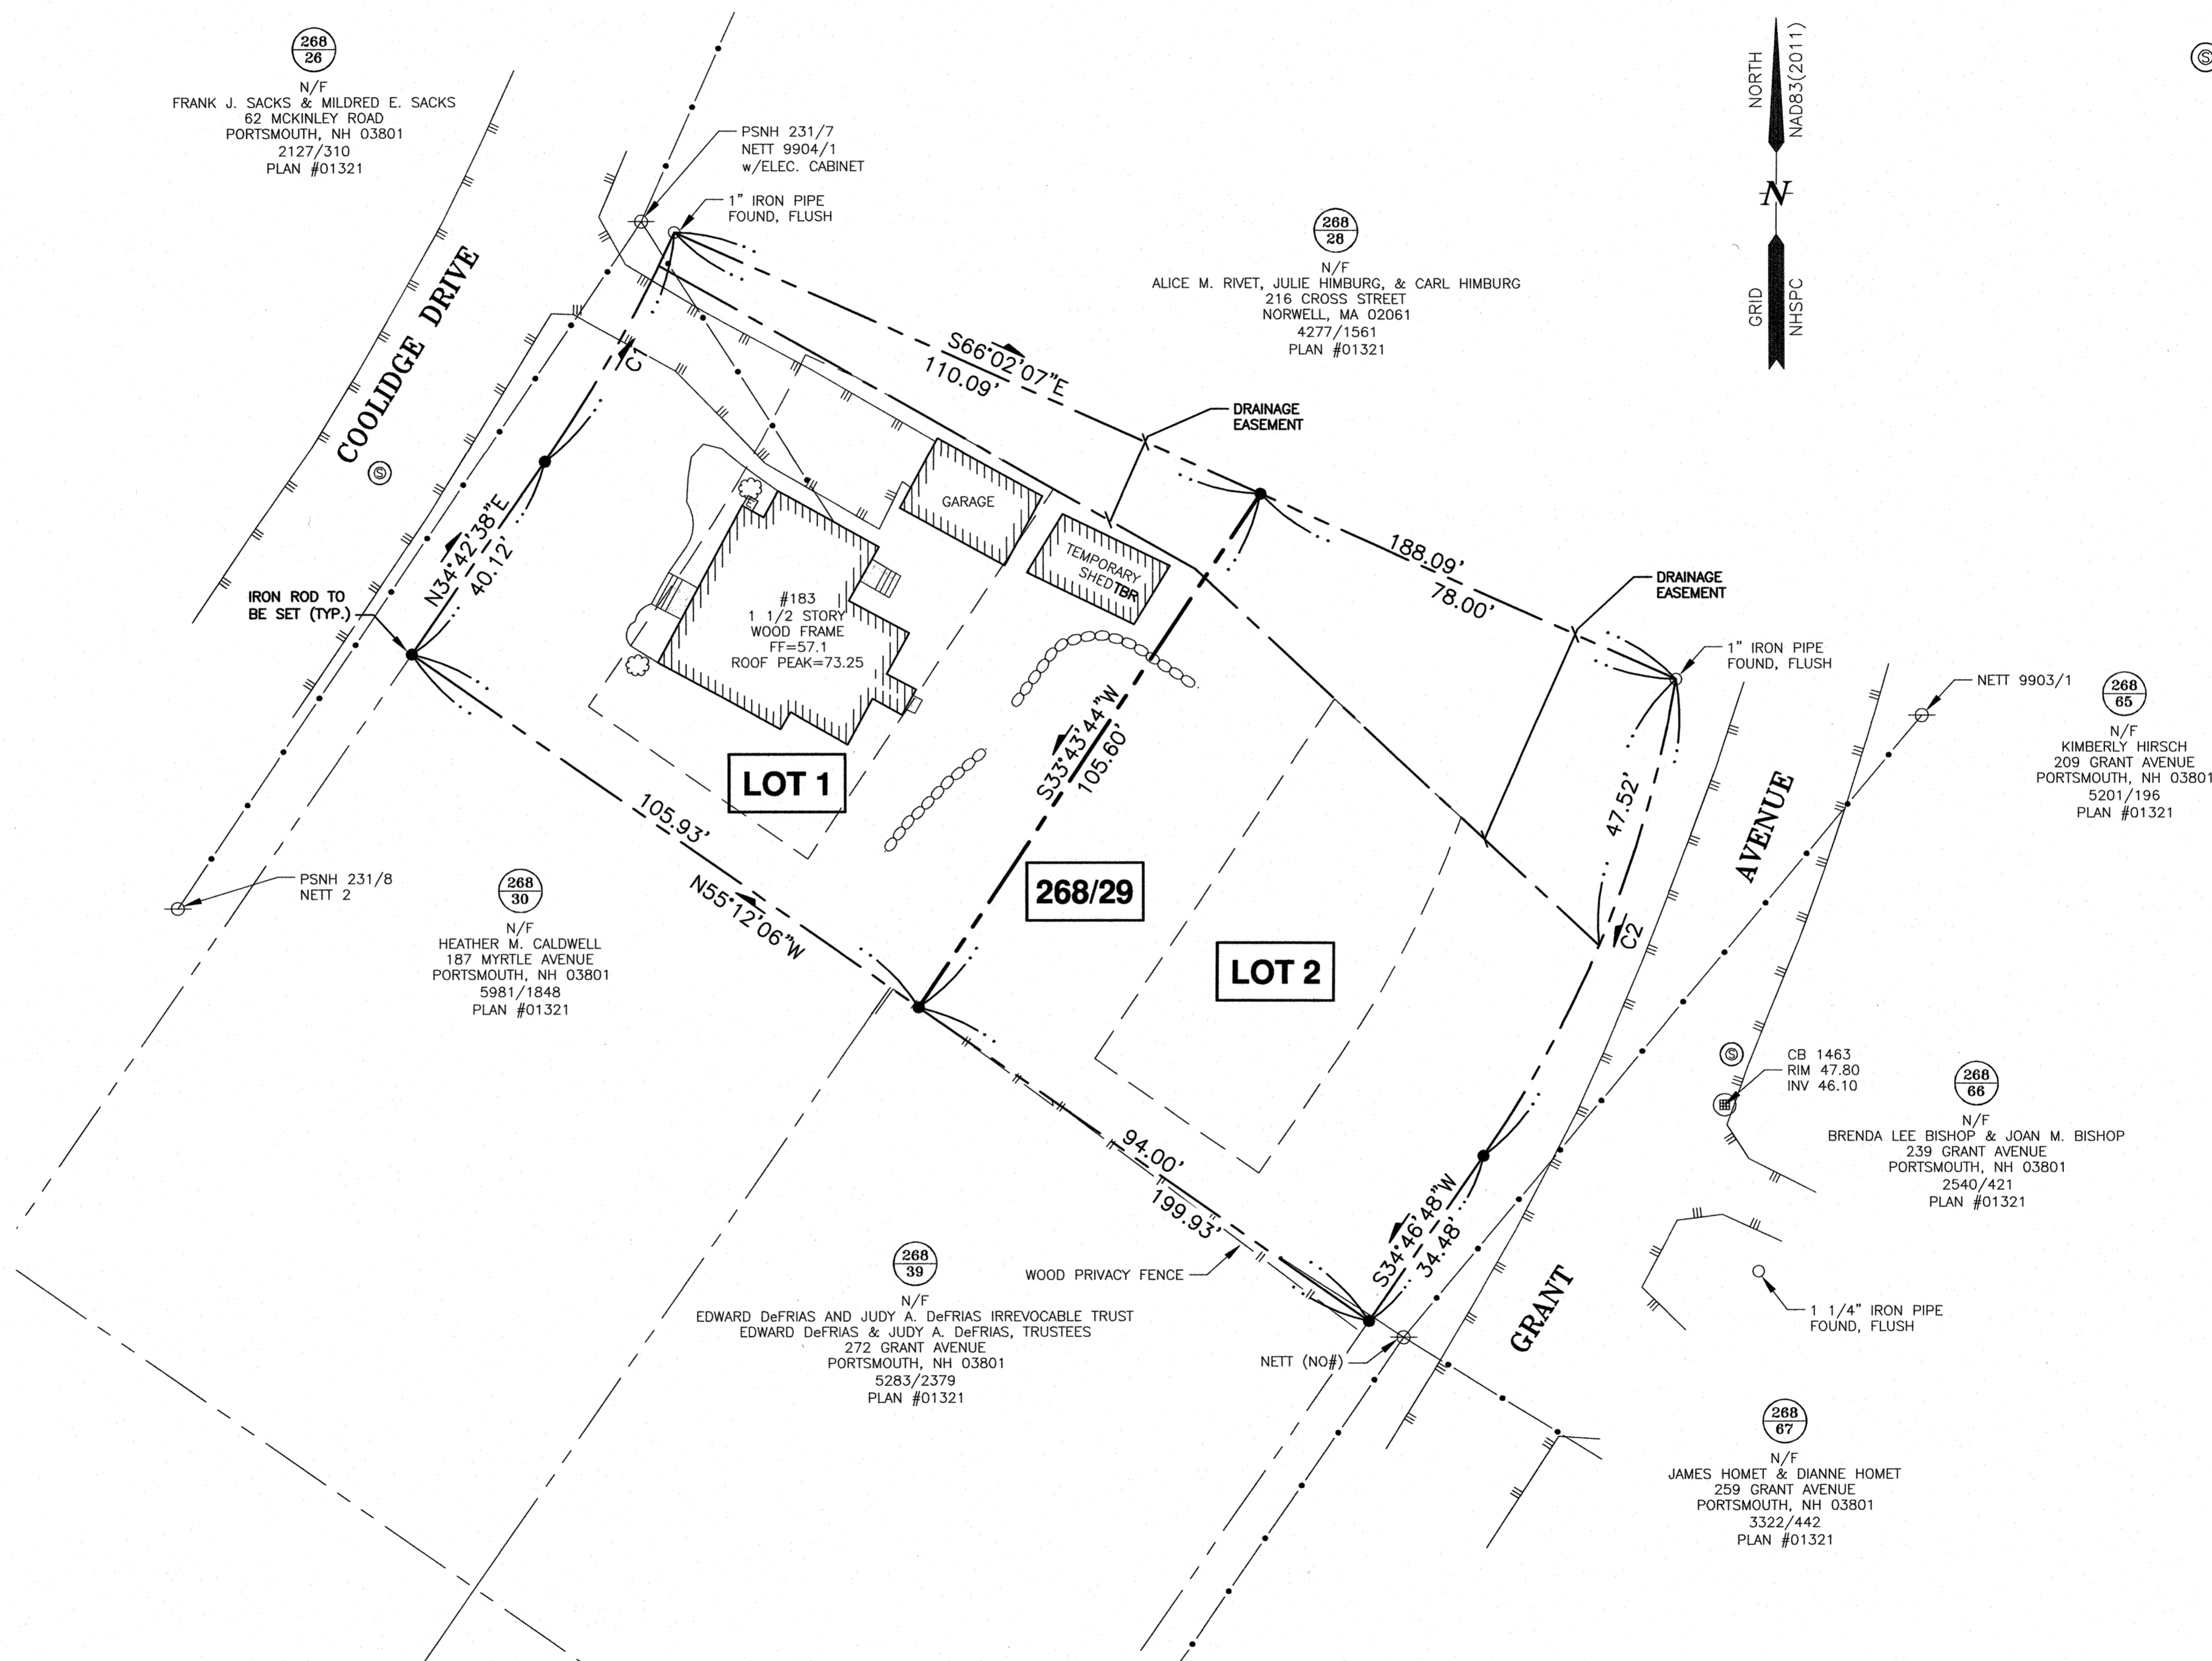 268
26
N/F
FRANK J. SACKS & MILDRED E. SACKS
62 MCKINLEY ROAD
PORTSMOUTH, NH 03801
2127/310
PLAN #01321
PSNH 231/7
NETT 9904/1
w/ELEC. CABINET
1" IRON PIPE
FOUND, FLUSH
268
28
N/F
ALICE M. RIVET, JULIE HIMBURG, & CARL HIMBURG
216 CROSS STREET
NORWELL, MA 02061
4277/1561
PLAN #01321
NORTH
NAD83(2011)
N
GRID
NHSPC
S
COOLIDGE DRIVE
S
C1
S66°02'07"E
110.09'
DRAINAGE
EASEMENT
N34°42'38"E
40.12'
IRON ROD TO
BE SET (TYP.)
GARAGE
TEMPORARY
SHED TBR
#183
1 1/2 STORY
WOOD FRAME
FF=57.1
ROOF PEAK=73.25
188.09'
78.00'
DRAINAGE
EASEMENT
1" IRON PIPE
FOUND, FLUSH
NETT 9903/1
268
65
N/F
KIMBERLY HIRSCH
209 GRANT AVENUE
PORTSMOUTH, NH 03801
5201/196
PLAN #01321
S33°43'44"W
105.60'
47.52'
C2
GRANT AVENUE
LOT 1
105.93'
N55°12'06"W
268/29
LOT 2
PSNH 231/8
NETT 2
268
30
N/F
HEATHER M. CALDWELL
187 MYRTLE AVENUE
PORTSMOUTH, NH 03801
5981/1848
PLAN #01321
S
CB 1463
RIM 47.80
INV 46.10
268
66
N/F
BRENDA LEE BISHOP & JOAN M. BISHOP
239 GRANT AVENUE
PORTSMOUTH, NH 03801
2540/421
PLAN #01321
94.00'
199.93'
S34°46'48"W
34.48'
WOOD PRIVACY FENCE
268
39
N/F
EDWARD DeFRIAS AND JUDY A. DeFRIAS IRREVOCABLE TRUST
EDWARD DeFRIAS & JUDY A. DeFRIAS, TRUSTEES
272 GRANT AVENUE
PORTSMOUTH, NH 03801
5283/2379
PLAN #01321
NETT (NO#)
1 1/4" IRON PIPE
FOUND, FLUSH
268
67
N/F
JAMES HOMET & DIANNE HOMET
259 GRANT AVENUE
PORTSMOUTH, NH 03801
3322/442
PLAN #01321